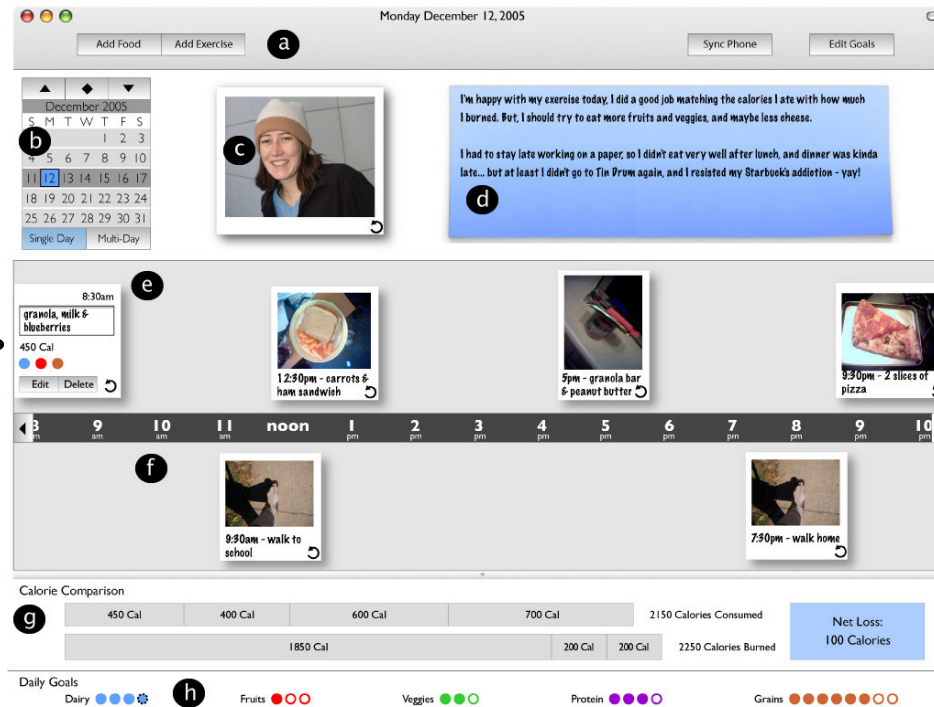 Monday December 12, 2005
Add Food Add Exercise a Sync Phone Edit Goals
December 2005
S M T W T F S
1 2 3
b
4 5 6 7 8 9 10
11 12 13 14 15 16 17
18 19 20 21 22 23 24
25 26 27 28 29 30 31
Single Day Multi-Day
c
I'm happy with my exercise today, I did a good job matching the calories I ate with how much
I burned. But, I should try to eat more fruits and veggies, and maybe less cheese.
I had to stay late working on a paper, so I didn't eat very well after lunch, and dinner was kinda
late... but at least I didn't go to Tin Drum again, and I resisted my Starbuck's addiction - yay!
d
e
8:30am
granola, milk &
blueberries
450 Cal
Edit Delete
12:30pm - carrots &
ham sandwich
5pm - granola bar
& peanut butter
9:30pm - 2 slices of
pizza
8 9 10 11 noon 1 2 3 4 5 6 7 8 9 10
m am am am pm pm pm pm pm pm pm pm pm pm
f
9:30am - walk to
school
7:30pm - walk home
Calorie Comparison
g
450 Cal 400 Cal 600 Cal 700 Cal 2150 Calories Consumed
1850 Cal 200 Cal 200 Cal 2250 Calories Burned
Net Loss:
100 Calories
Daily Goals
h
Dairy Fruits Veggies Protein Grains